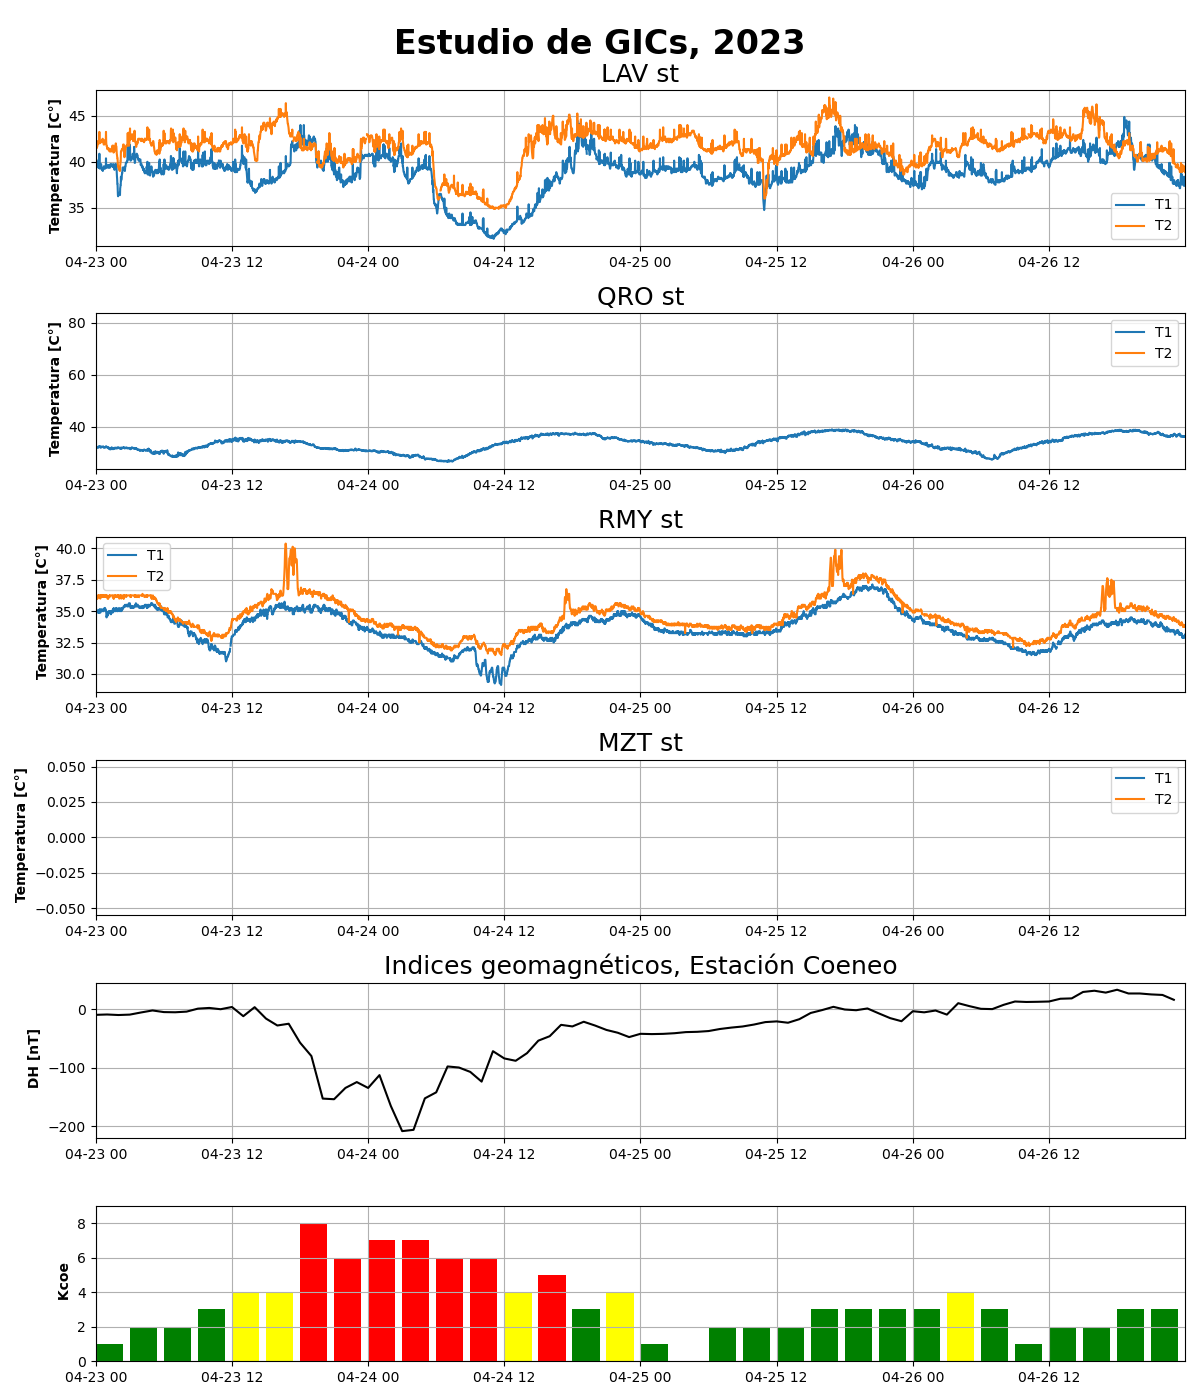 Estudio de GICs, 2023
LAV st
Temperatura [C°]
45
40
35
T1
T2
04-23 00 04-23 12 04-24 00 04-24 12 04-25 00 04-25 12 04-26 00 04-26 12
QRO st
Temperatura [C°]
80
60
40
T1
T2
04-23 00 04-23 12 04-24 00 04-24 12 04-25 00 04-25 12 04-26 00 04-26 12
RMY st
Temperatura [C°]
40.0
37.5
35.0
32.5
30.0
T1
T2
04-23 00 04-23 12 04-24 00 04-24 12 04-25 00 04-25 12 04-26 00 04-26 12
MZT st
Temperatura [C°]
0.050
0.025
0.000
−0.025
−0.050
T1
T2
04-23 00 04-23 12 04-24 00 04-24 12 04-25 00 04-25 12 04-26 00 04-26 12
Indices geomagnéticos, Estación Coeneo
DH [nT]
0
−100
−200
04-23 00 04-23 12 04-24 00 04-24 12 04-25 00 04-25 12 04-26 00 04-26 12
Kcoe
8
6
4
2
0
04-23 00 04-23 12 04-24 00 04-24 12 04-25 00 04-25 12 04-26 00 04-26 12